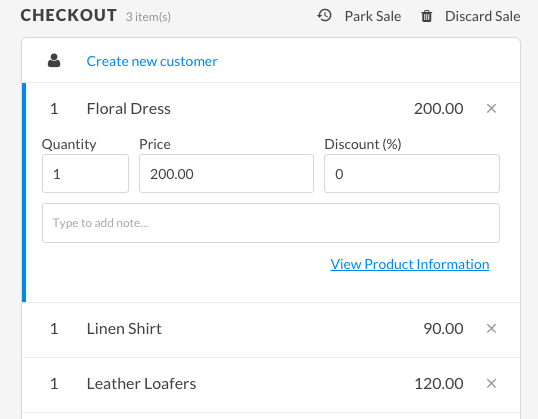 CHECKOUT 3 item(s) Park Sale Discard Sale
Create new customer
1 Floral Dress 200.00 ×
Quantity Price Discount (%)
1 200.00 0
Type to add note...
View Product Information
1 Linen Shirt 90.00 ×
1 Leather Loafers 120.00 ×